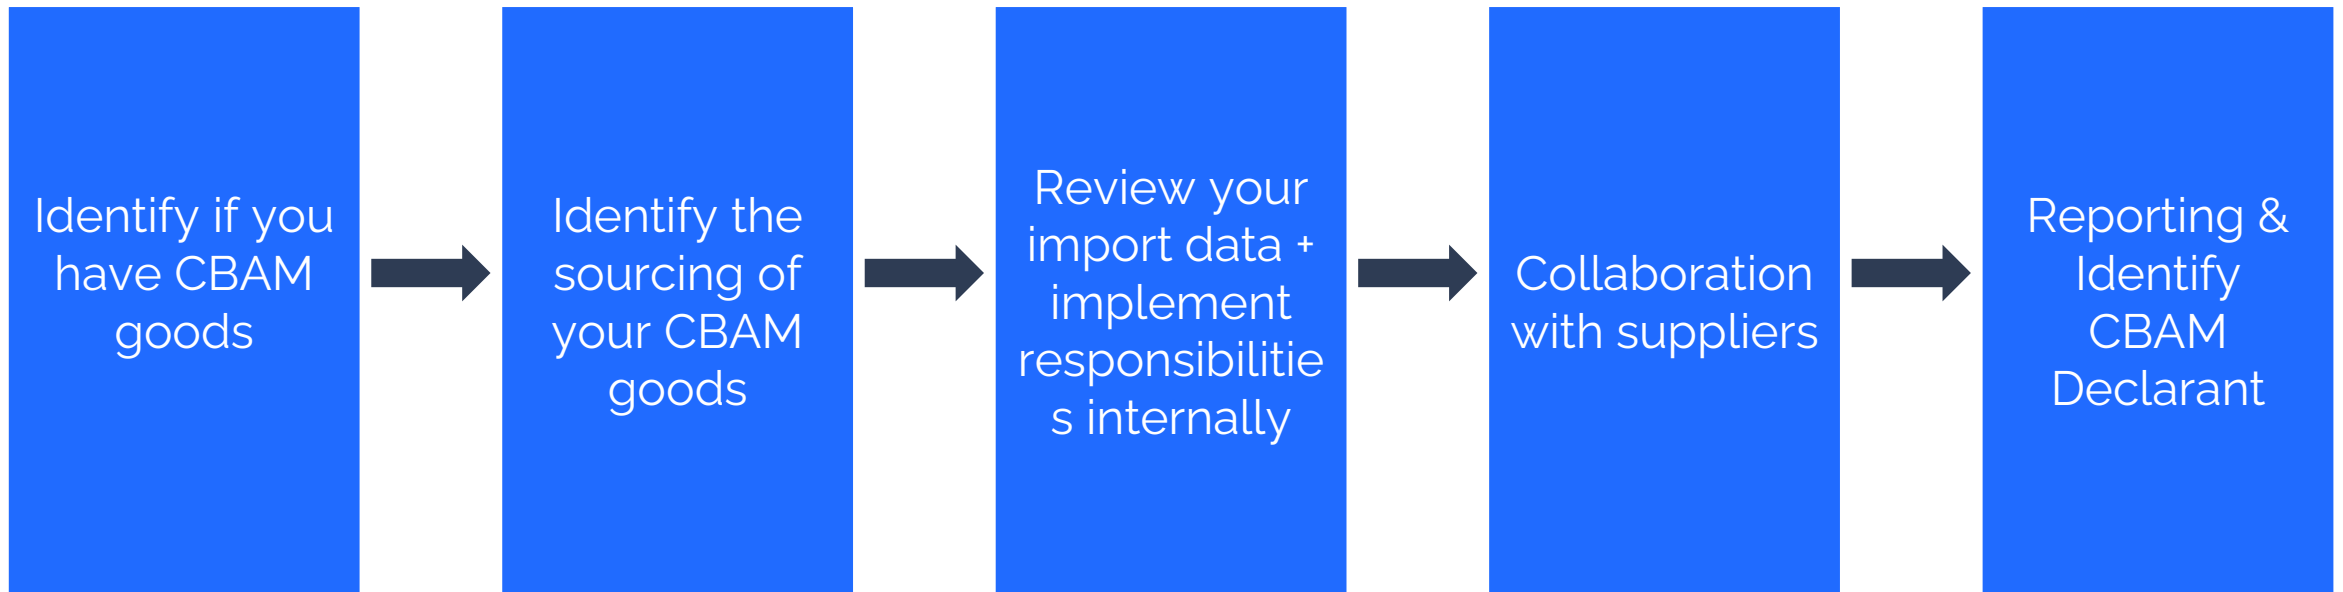 Identify if you
have CBAM
goods
Identify the
sourcing of
your CBAM
goods
Review your
import data +
implement
responsibilitie
s internally
Collaboration
with suppliers
Reporting &
Identify
CBAM
Declarant